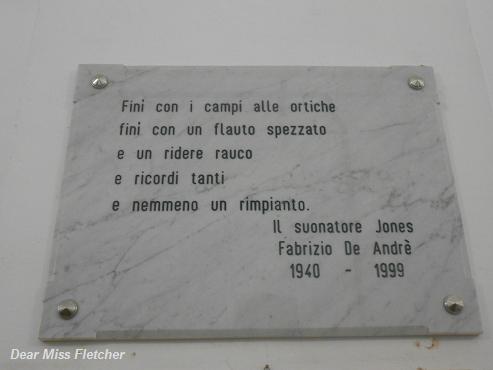 Finì con i campi alle ortiche
finì con un flauto spezzato
e un ridere rauco
e ricordi tanti
e nemmeno un rimpianto.
Il suonatore Jones
Fabrizio De Andrè
1940 - 1999
Dear Miss Fletcher